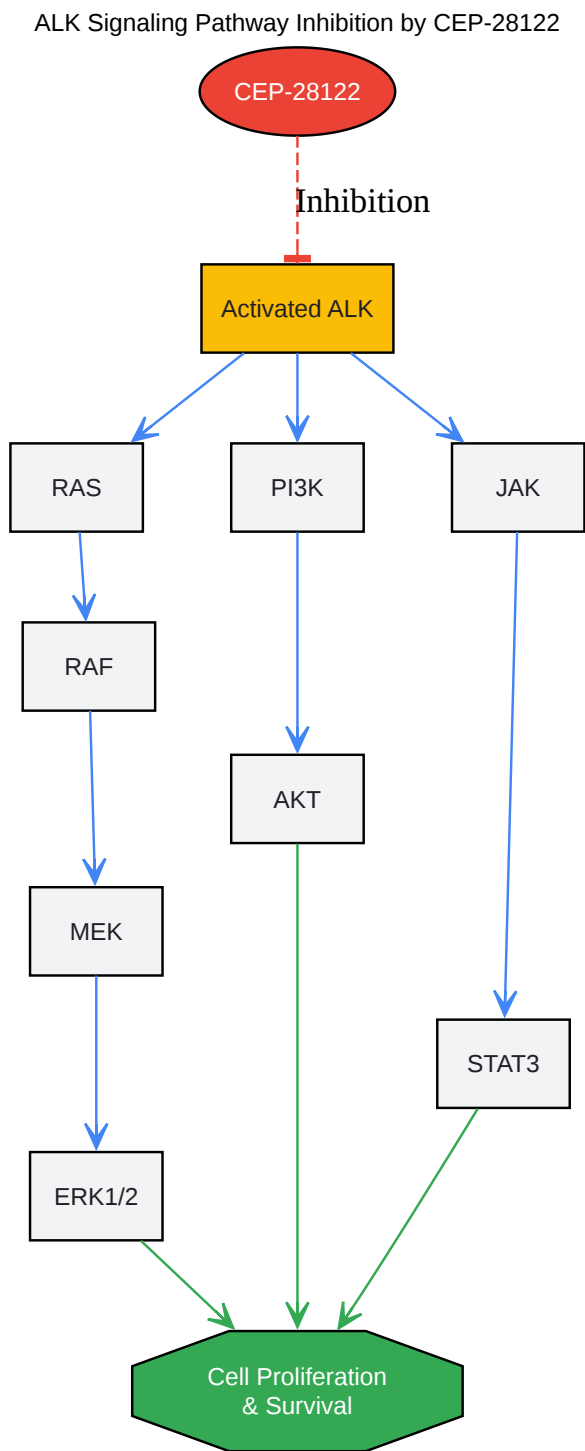 ALK Signaling Pathway Inhibition by CEP-28122
CEP-28122
Inhibition
Activated ALK
RAS
PI3K
JAK
RAF
AKT
MEK
STAT3
ERK1/2
Cell Proliferation
& Survival